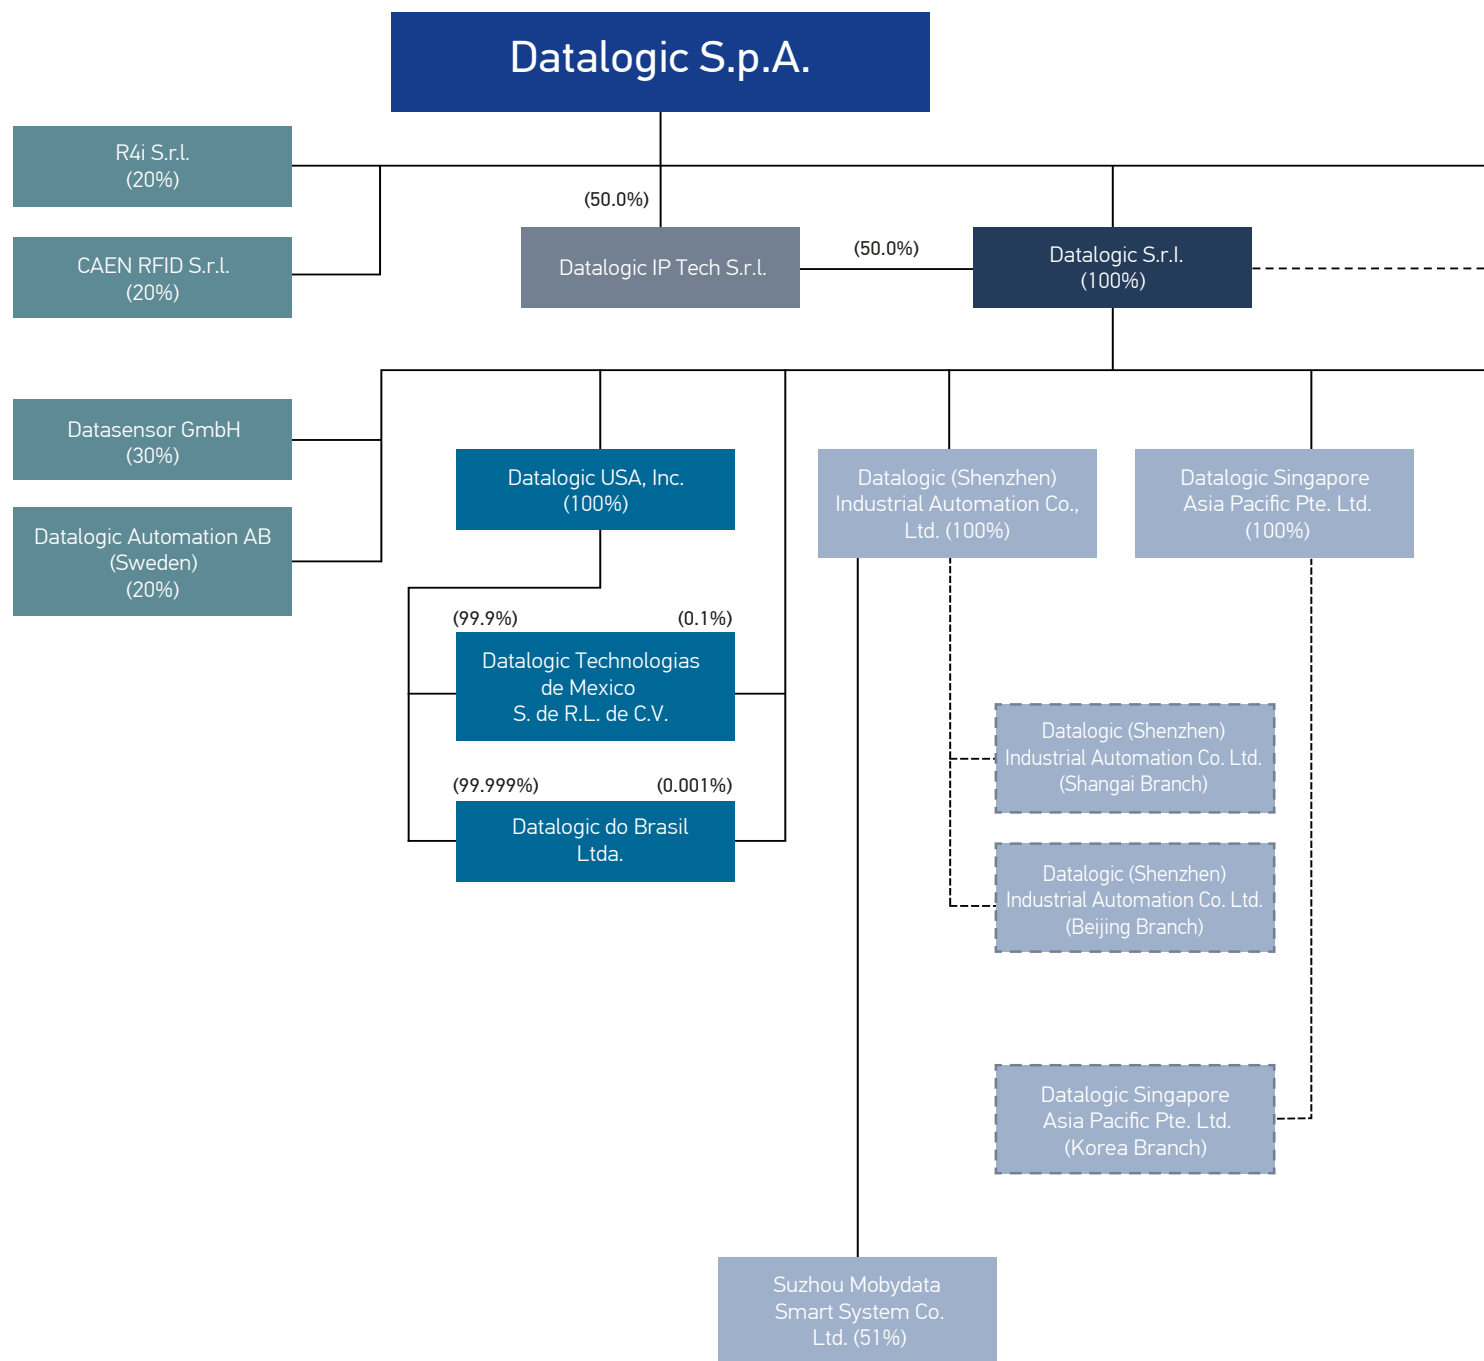 Datalogic S.p.A.
R4i S.r.l.
(20%)
(50.0%)
CAEN RFID S.r.l.
(20%)
Datalogic IP Tech S.r.l.
(50.0%)
Datalogic S.r.l.
(100%)
Datasensor GmbH
(30%)
Datalogic USA, Inc.
(100%)
Datalogic (Shenzhen)
Industrial Automation Co.,
Ltd. (100%)
Datalogic Singapore
Asia Pacific Pte. Ltd.
(100%)
Datalogic Automation AB
(Sweden)
(20%)
(99.9%)
(0.1%)
Datalogic Technologias
de Mexico
S. de R.L. de C.V.
Datalogic (Shenzhen)
Industrial Automation Co. Ltd.
(Shangai Branch)
(99.999%)
(0.001%)
Datalogic do Brasil
Ltda.
Datalogic (Shenzhen)
Industrial Automation Co. Ltd.
(Beijing Branch)
Datalogic Singapore
Asia Pacific Pte. Ltd.
(Korea Branch)
Suzhou Mobydata
Smart System Co.
Ltd. (51%)